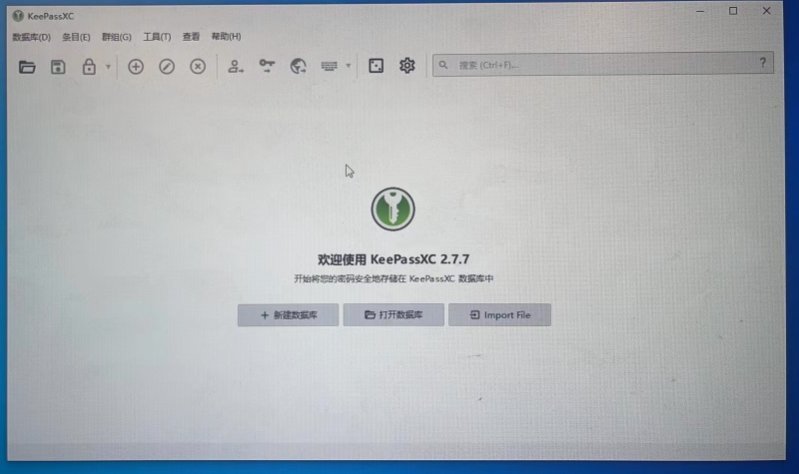 KeePassXC
数据库(D) 条目(E) 群组(G) 工具(T) 查看 帮助(H)
搜索 (Ctrl+F)... ?
欢迎使用 KeePassXC 2.7.7
开始将您的密码安全地存储在 KeePassXC 数据库中
新建数据库 打开数据库 Import File